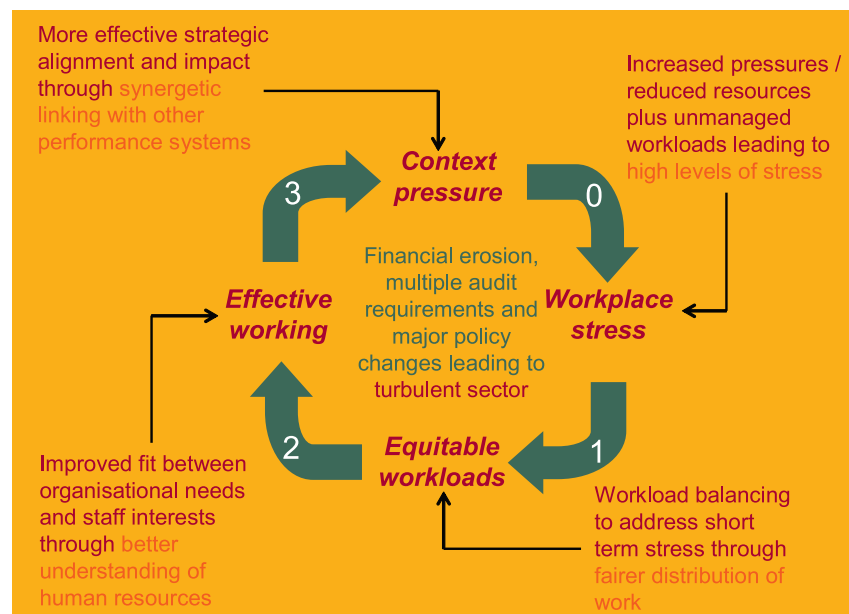 More effective strategic
alignment and impact
through synergetic
linking with other
performance systems
Increased pressures /
reduced resources
plus unmanaged
workloads leading to
high levels of stress
Context
pressure
3
0
Financial erosion,
multiple audit
requirements and
major policy
changes leading to
turbulent sector
Effective
working
Workplace
stress
2
1
Equitable
workloads
Improved fit between
organisational needs
and staff interests
through better
understanding of
human resources
Workload balancing
to address short
term stress through
fairer distribution of
work